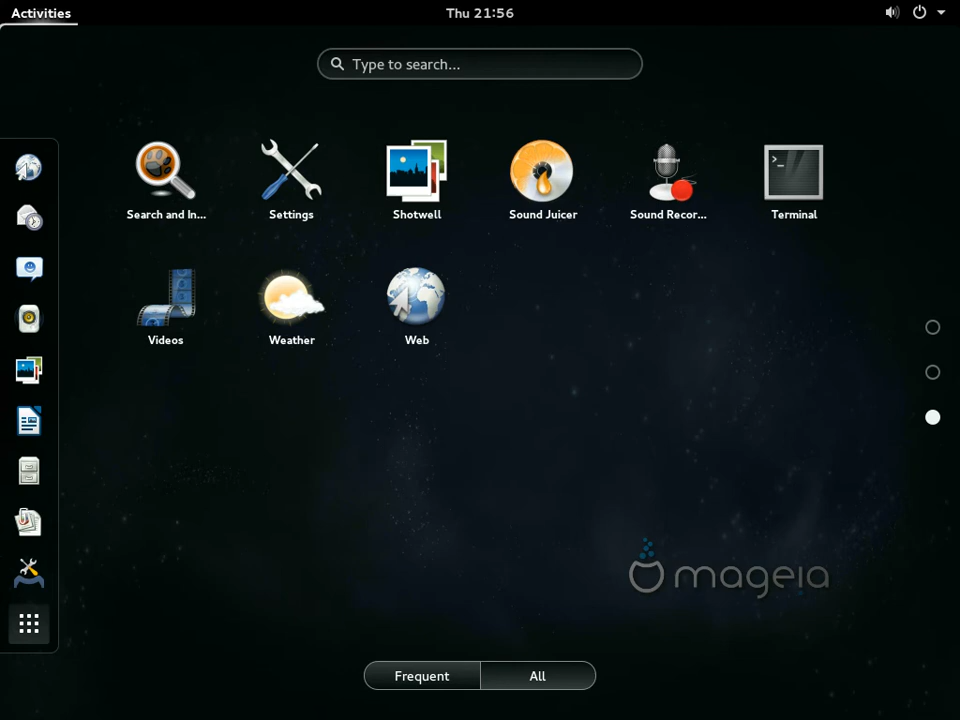 Activities
Thu 21:56
Type to search...
Search and In...
Settings
Shotwell
Sound Juicer
Sound Recor...
Terminal
Videos
Weather
Web
mageia
Frequent
All